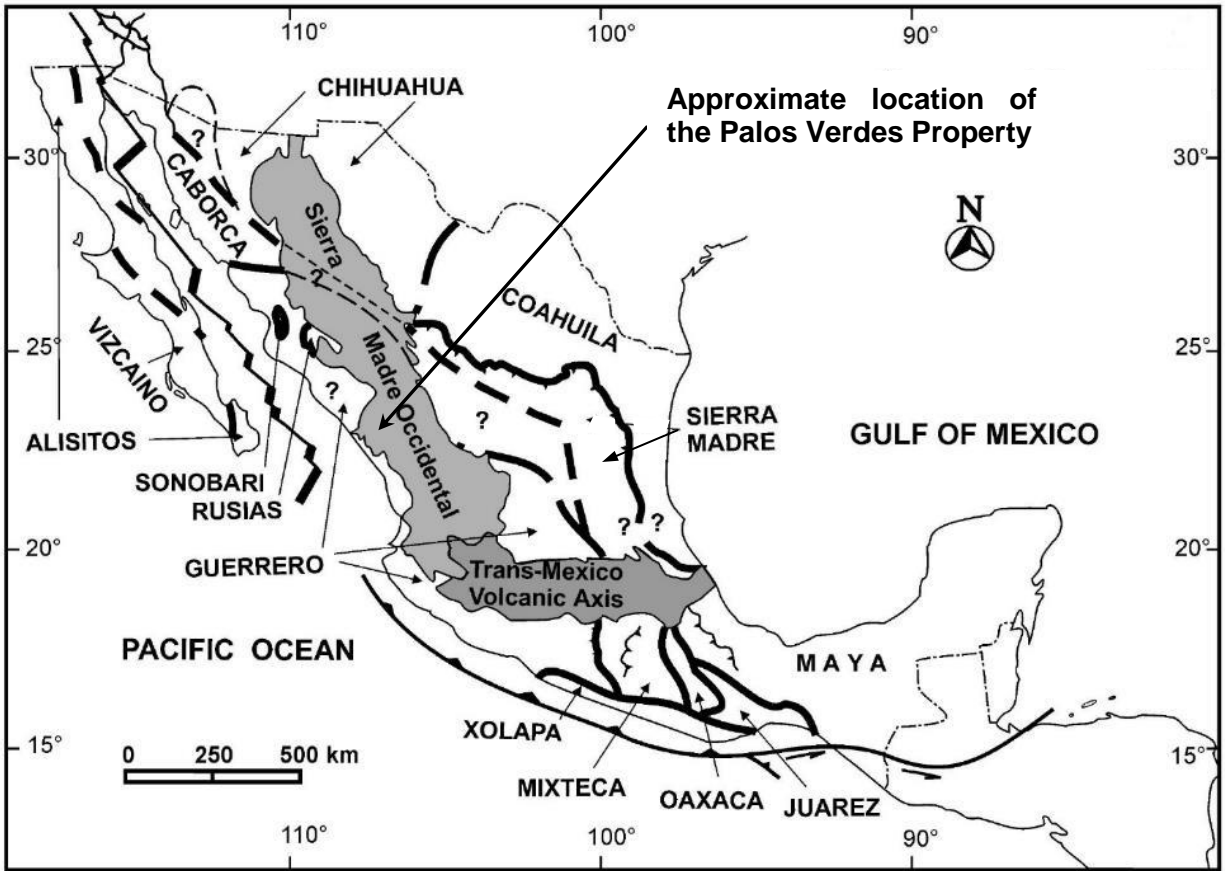 110°
100°
90°
CHIHUAHUA
Approximate location of
the Palos Verdes Property
30°
?
30°
CABORCA
N
Sierra
?
COAHUILA
25°
VIZCAINO
Madre Occidental
25°
?
?
SIERRA
MADRE
GULF OF MEXICO
ALISITOS
SONOBARI
RUSIAS
? ?
20°
GUERRERO
20°
Trans-Mexico
Volcanic Axis
PACIFIC OCEAN
MAYA
XOLAPA
15°
15°
0 250 500 km
MIXTECA
OAXACA
JUAREZ
110°
100°
90°